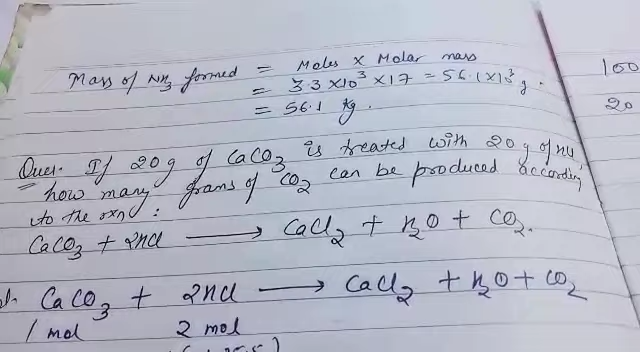 Mass of NH3 formed = Moles x Molar mass
= 3.3 x 10^3 x 17 = 56.1 x 10^3 g.
= 56.1 kg.
100
20
Ques. If 20 g of CaCO3 is treated with 20 g of HCl,
how many grams of CO2 can be produced according
to the rxn :
CaCO3 + 2HCl ⟶ CaCl2 + H2O + CO2.
CaCO3 + 2HCl ⟶ CaCl2 + H2O + CO2
1 mol 2 mol